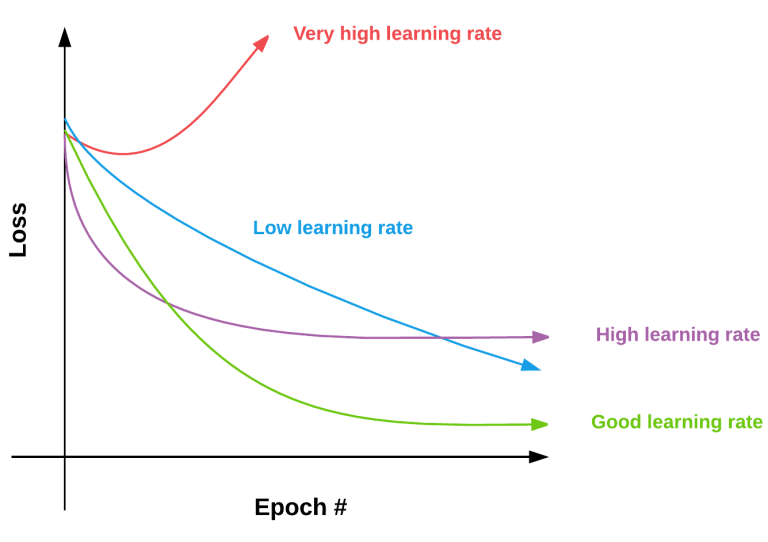 Very high learning rate
Loss
Low learning rate
High learning rate
Good learning rate
Epoch #